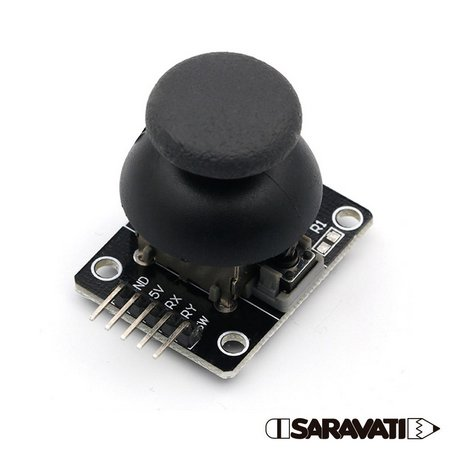 R1
ND
5V
RX
RY
SARAVATI